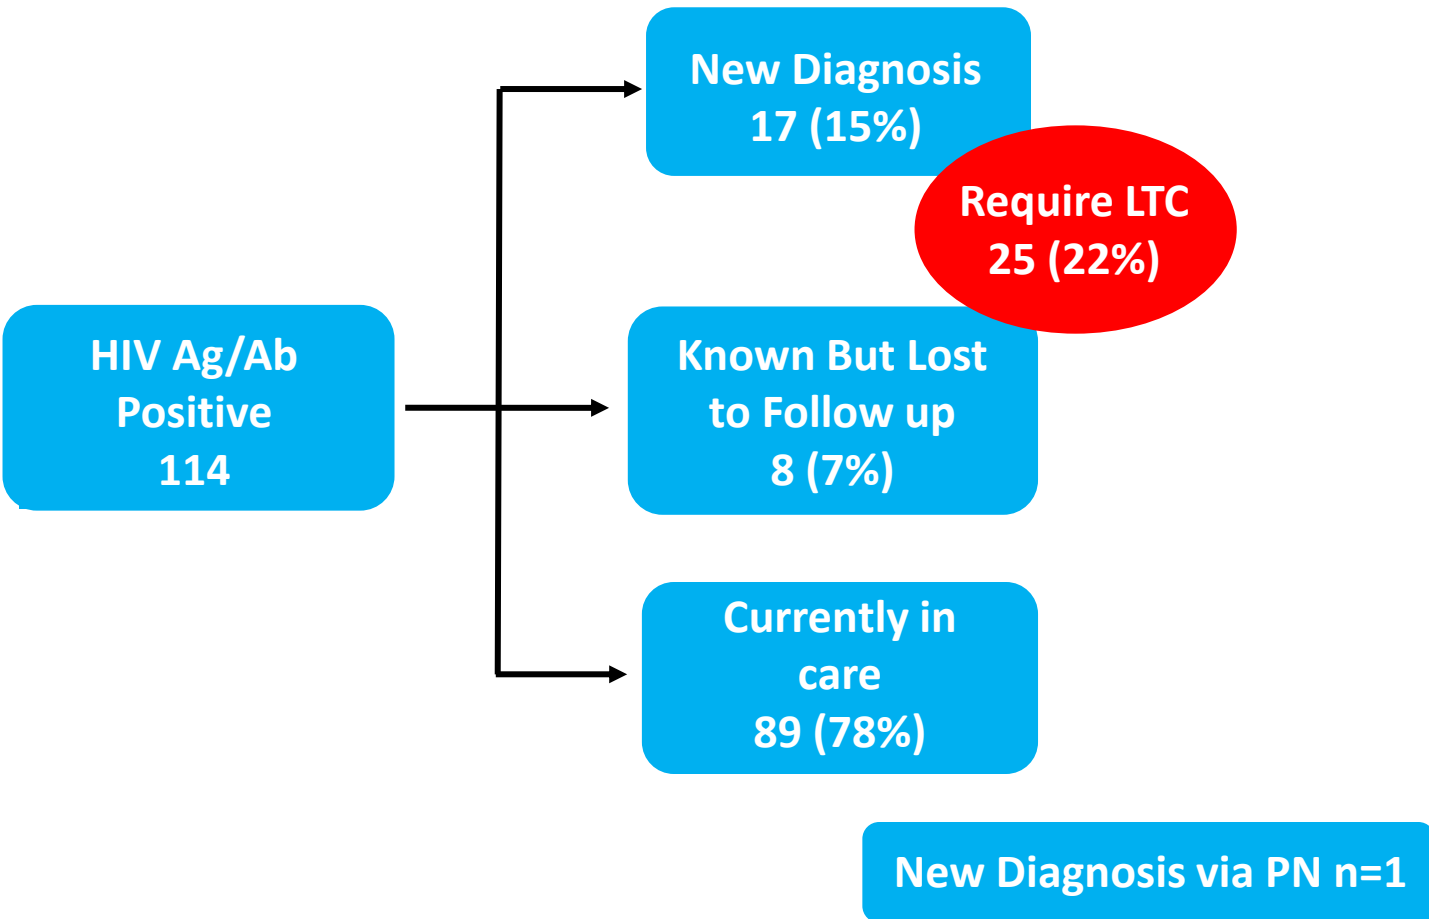 New Diagnosis
17 (15%)
Require LTC
25 (22%)
HIV Ag/Ab
Positive
114
Known But Lost
to Follow up
8 (7%)
Currently in
care
89 (78%)
New Diagnosis via PN n=1